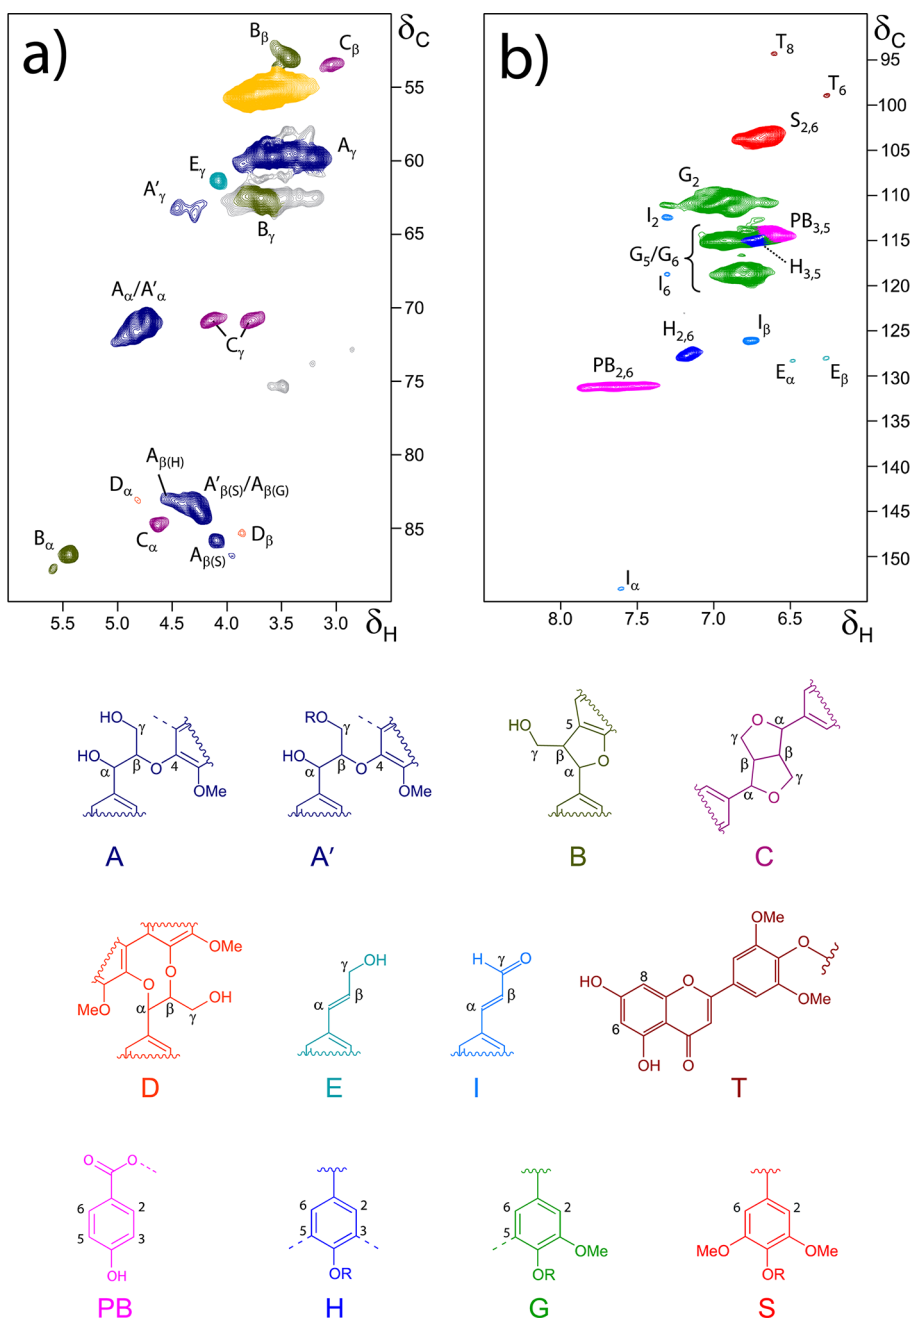 a)
δC
Bβ
Cβ
55
Aγ
60
Eγ
A′γ
Bγ
65
Aα/A′α
70
Cγ
75
80
Aβ(H)
A′β(S)/Aβ(G)
Dα
Cα
Dβ
85
Bα
Aβ(S)
5.5 5.0 4.5 4.0 3.5 3.0 δH
b)
δC
T8
95
T6
100
S2,6
105
G2
110
I2
PB3,5
115
G5/G6
H3,5
I6
120
H2,6
Iβ
125
PB2,6
Eα
Eβ
130
135
140
145
150
Iα
8.0 7.5 7.0 6.5 δH
HO γ
HO β 4
α O
OMe
A
RO γ
HO β 4
α O
OMe
A′
HO 5
γ β
α O
B
O α
γ β
β γ
α O
C
OMe
O
O
MeO α β OH
γ
D
γ OH
α β
E
H γ O
α β
I
OMe
O
HO 8 O
OMe
6
OH O
T
O O
6 2
5 3
OH
PB
6 2
5 3
OR
H
6 2
5 OMe
OR
G
6 2
MeO OMe
OR
S